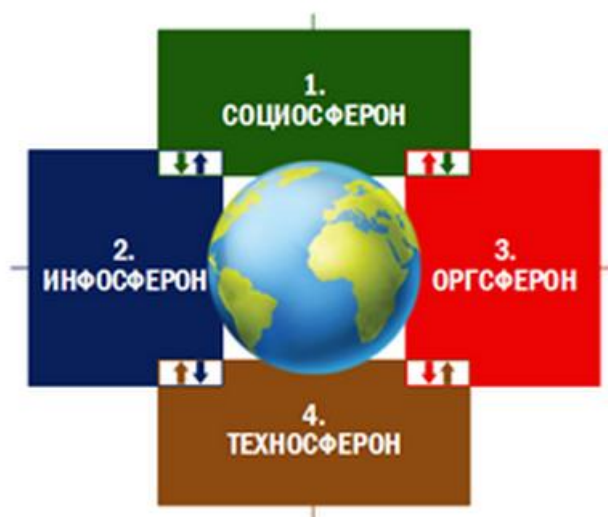 1.
СОЦИОСФЕРОН
2.
ИНФОСФЕРОН
3.
ОРГСФЕРОН
4.
ТЕХНОСФЕРОН